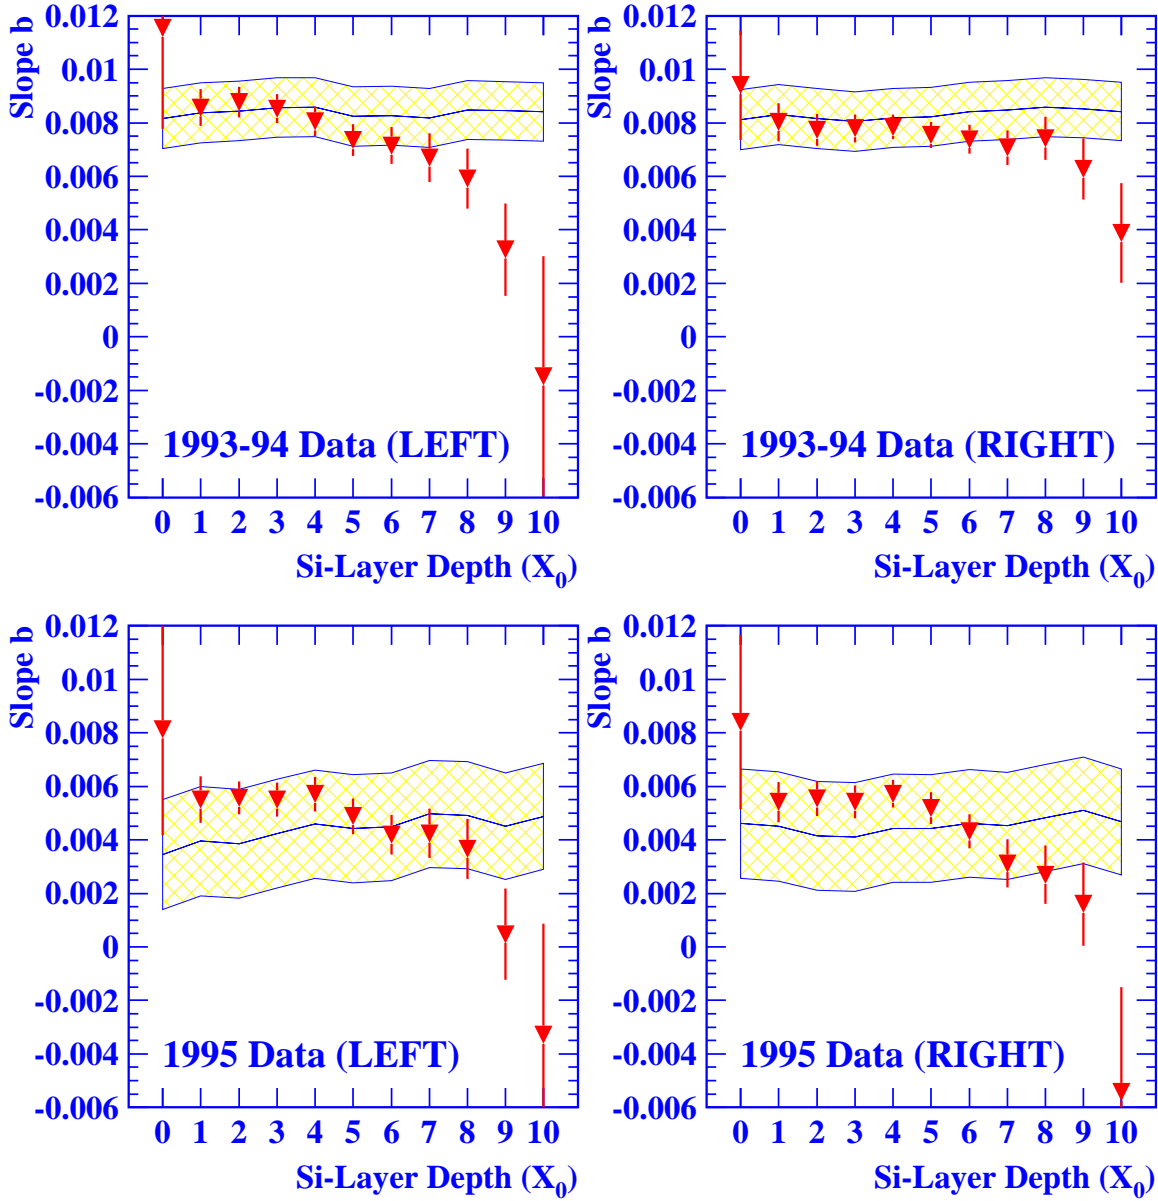 Slope b
0.012
0.01
0.008
0.006
0.004
0.002
0
-0.002
-0.004
-0.006
1993-94 Data (LEFT)
0 1 2 3 4 5 6 7 8 9 10
Si-Layer Depth (X0)
Slope b
0.012
0.01
0.008
0.006
0.004
0.002
0
-0.002
-0.004
-0.006
1993-94 Data (RIGHT)
0 1 2 3 4 5 6 7 8 9 10
Si-Layer Depth (X0)
Slope b
0.012
0.01
0.008
0.006
0.004
0.002
0
-0.002
-0.004
-0.006
1995 Data (LEFT)
0 1 2 3 4 5 6 7 8 9 10
Si-Layer Depth (X0)
Slope b
0.012
0.01
0.008
0.006
0.004
0.002
0
-0.002
-0.004
-0.006
1995 Data (RIGHT)
0 1 2 3 4 5 6 7 8 9 10
Si-Layer Depth (X0)